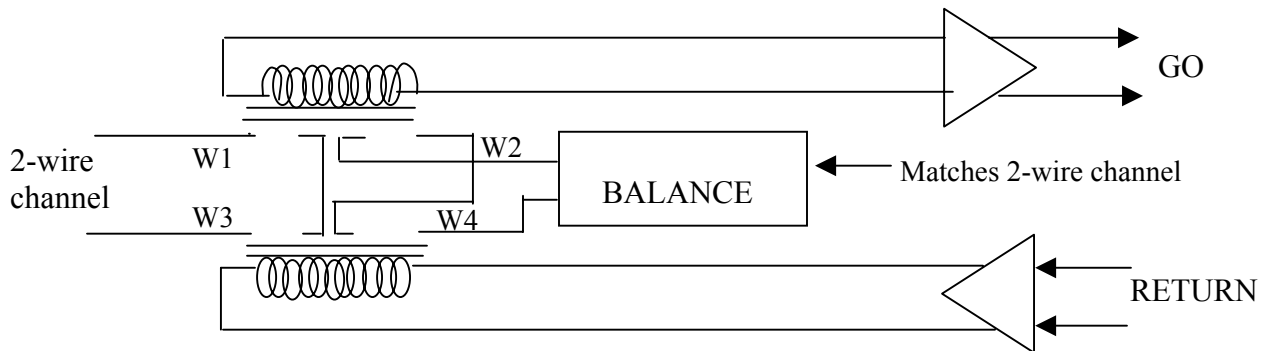 GO
W1
W2
2-wire
channel
BALANCE
Matches 2-wire channel
W3
W4
RETURN